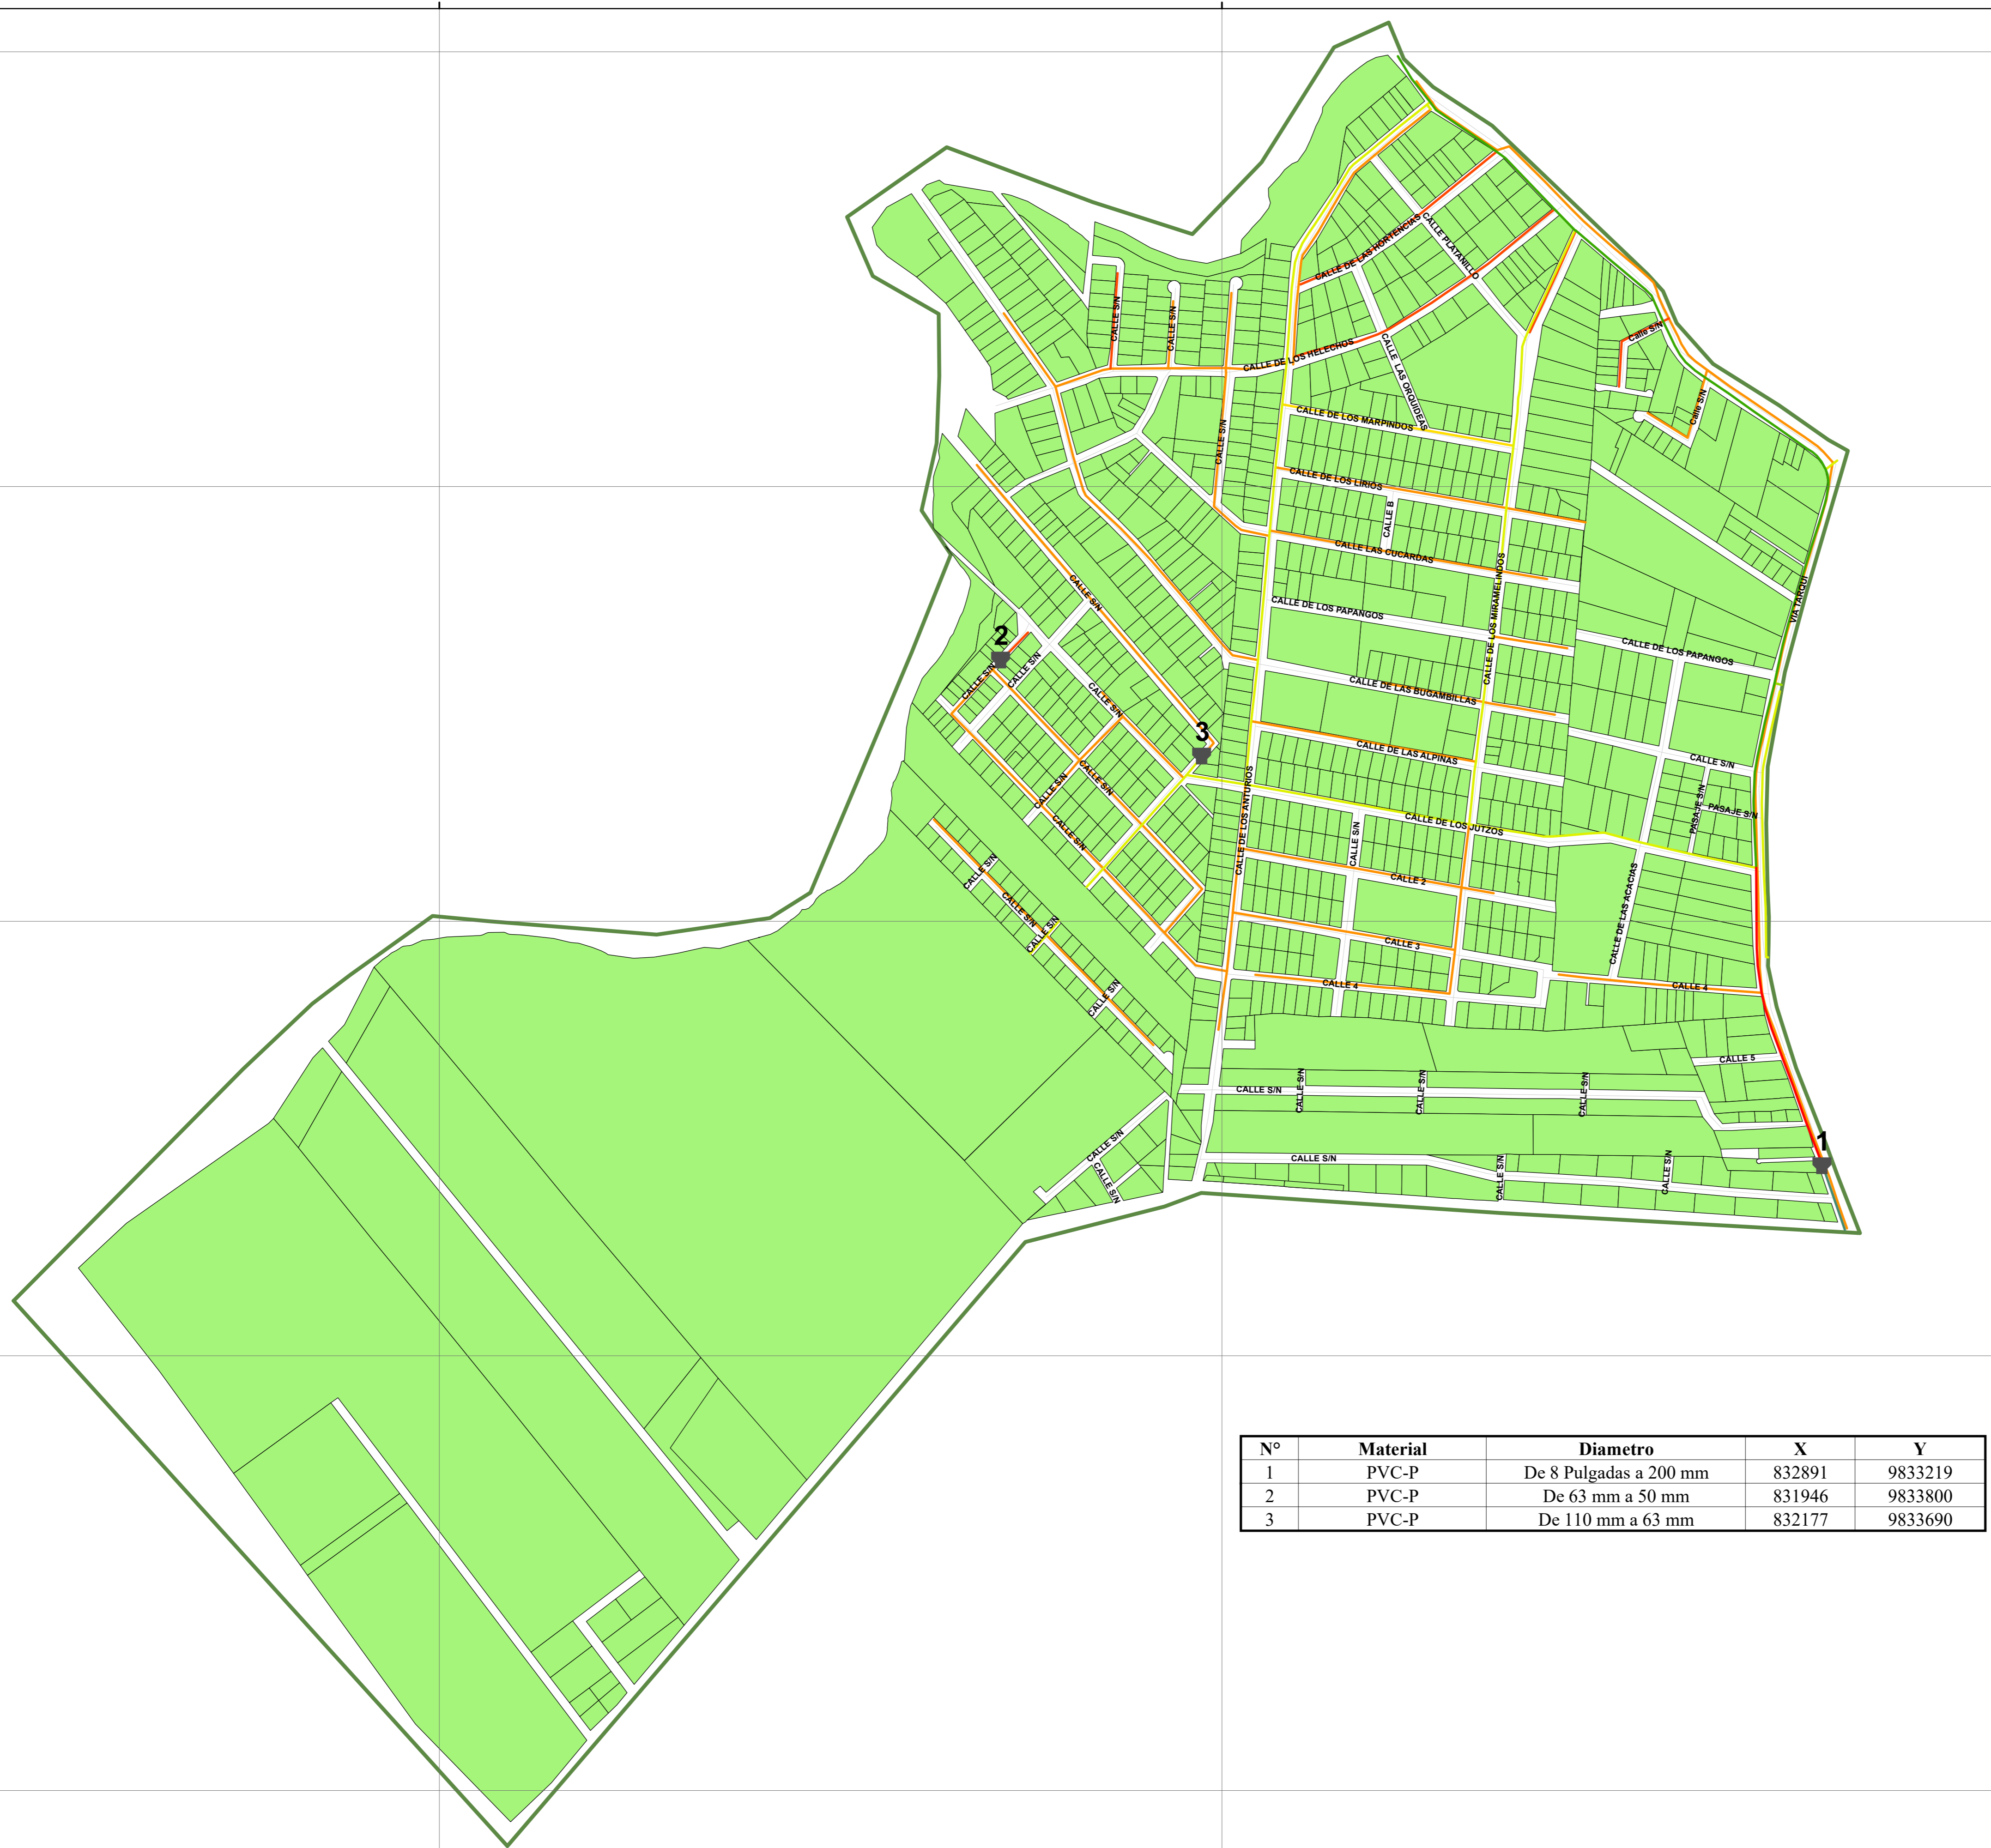 CALLE DE LAS HORTENCIAS
CALLE PLATANILLO
CALLE S/N
CALLE S/N
Calle S/N
CALLE DE LOS HELECHOS
CALLE LAS ORQUIDEAS
Calle S/N
CALLE DE LOS MARPINDOS
CALLE S/N
CALLE DE LOS LIRIOS
CALLE B
CALLE LAS CUCARDAS
CALLE S/N
CALLE DE LOS PAPANGOS
CALLE DE LOS MIRAMELINDOS
VIA TARQUI
2
CALLE S/N
CALLE S/N
CALLE DE LOS PAPANGOS
CALLE S/N
CALLE DE LAS BUGAMBILLAS
3
CALLE DE LAS ALPINAS
CALLE S/N
CALLE S/N
CALLE S/N
CALLE DE LOS ANTURIOS
PASAJE S/N
PASAJE S/N
CALLE S/N
CALLE DE LOS JUTZOS
CALLE S/N
CALLE S/N
CALLE 2
CALLE DE LAS ACACIAS
CALLE S/N
CALLE S/N
CALLE 3
CALLE 4
CALLE 4
CALLE S/N
CALLE 5
CALLE S/N
CALLE S/N
CALLE S/N
CALLE S/N
1
CALLE S/N
CALLE S/N
CALLE S/N
CALLE S/N
CALLE S/N
N° Material Diametro X Y
1 PVC-P De 8 Pulgadas a 200 mm 832891 9833219
2 PVC-P De 63 mm a 50 mm 831946 9833800
3 PVC-P De 110 mm a 63 mm 832177 9833690